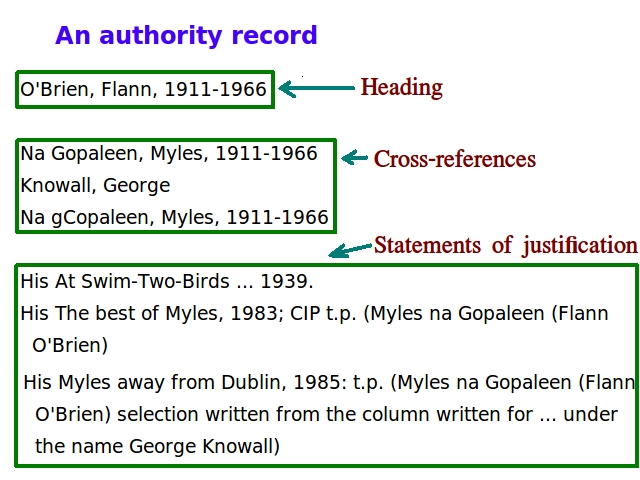 An authority record
O'Brien, Flann, 1911-1966
Heading
Na Gopaleen, Myles, 1911-1966
Cross-references
Knowall, George
Na gCopaleen, Myles, 1911-1966
Statements of justification
His At Swim-Two-Birds ... 1939.
His The best of Myles, 1983; CIP t.p. (Myles na Gopaleen (Flann
O'Brien)
His Myles away from Dublin, 1985: t.p. (Myles na Gopaleen (Flann
O'Brien) selection written from the column written for ... under
the name George Knowall)